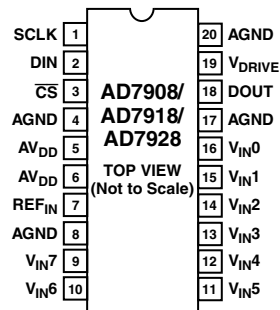 SCLK 1
DIN 2
CS 3
AGND 4
AVDD 5
AVDD 6
REFIN 7
AGND 8
VIN7 9
VIN6 10
AD7908/
AD7918/
AD7928
TOP VIEW
(Not to Scale)
20 AGND
19 VDRIVE
18 DOUT
17 AGND
16 VIN0
15 VIN1
14 VIN2
13 VIN3
12 VIN4
11 VIN5